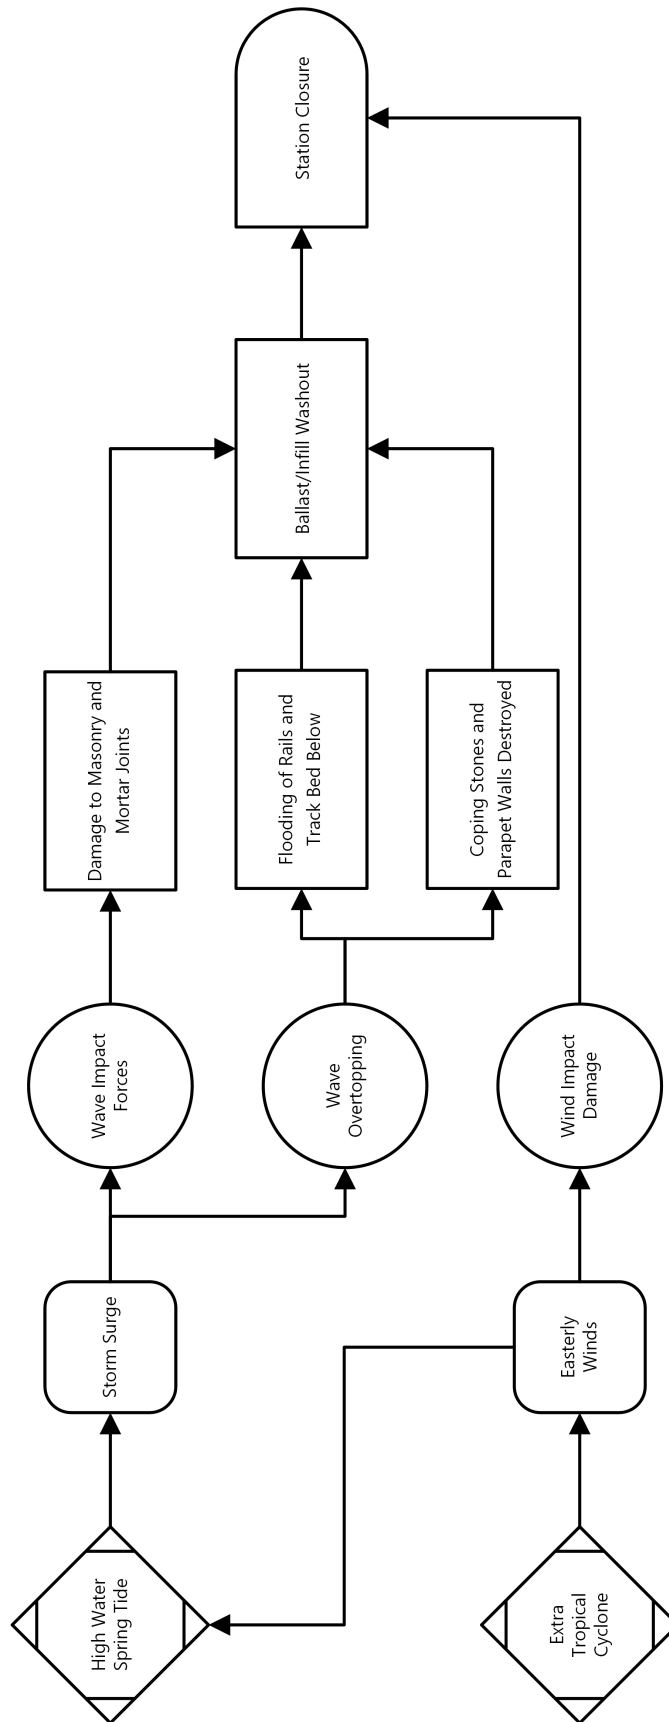 High Water
Spring Tide
Storm Surge
Wave Impact
Forces
Damage to Masonry and
Mortar Joints
Wave
Overtopping
Flooding of Rails and
Track Bed Below
Ballast/Infill Washout
Station Closure
Coping Stones and
Parapet Walls Destroyed
Extra
Tropical
Cyclone
Easterly
Winds
Wind Impact
Damage